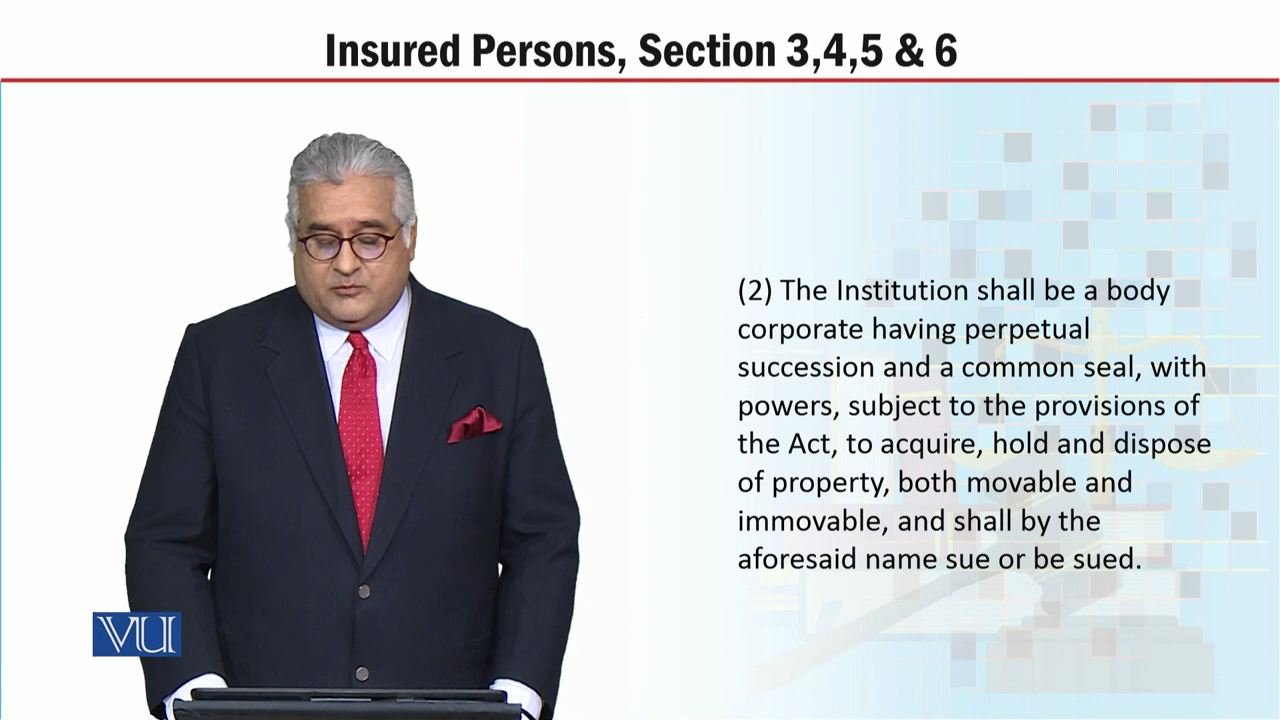 Insured Persons, Section 3,4,5 & 6
(2) The Institution shall be a body
corporate having perpetual
succession and a common seal, with
powers, subject to the provisions of
the Act, to acquire, hold and dispose
of property, both movable and
immovable, and shall by the
aforesaid name sue or be sued.
VU